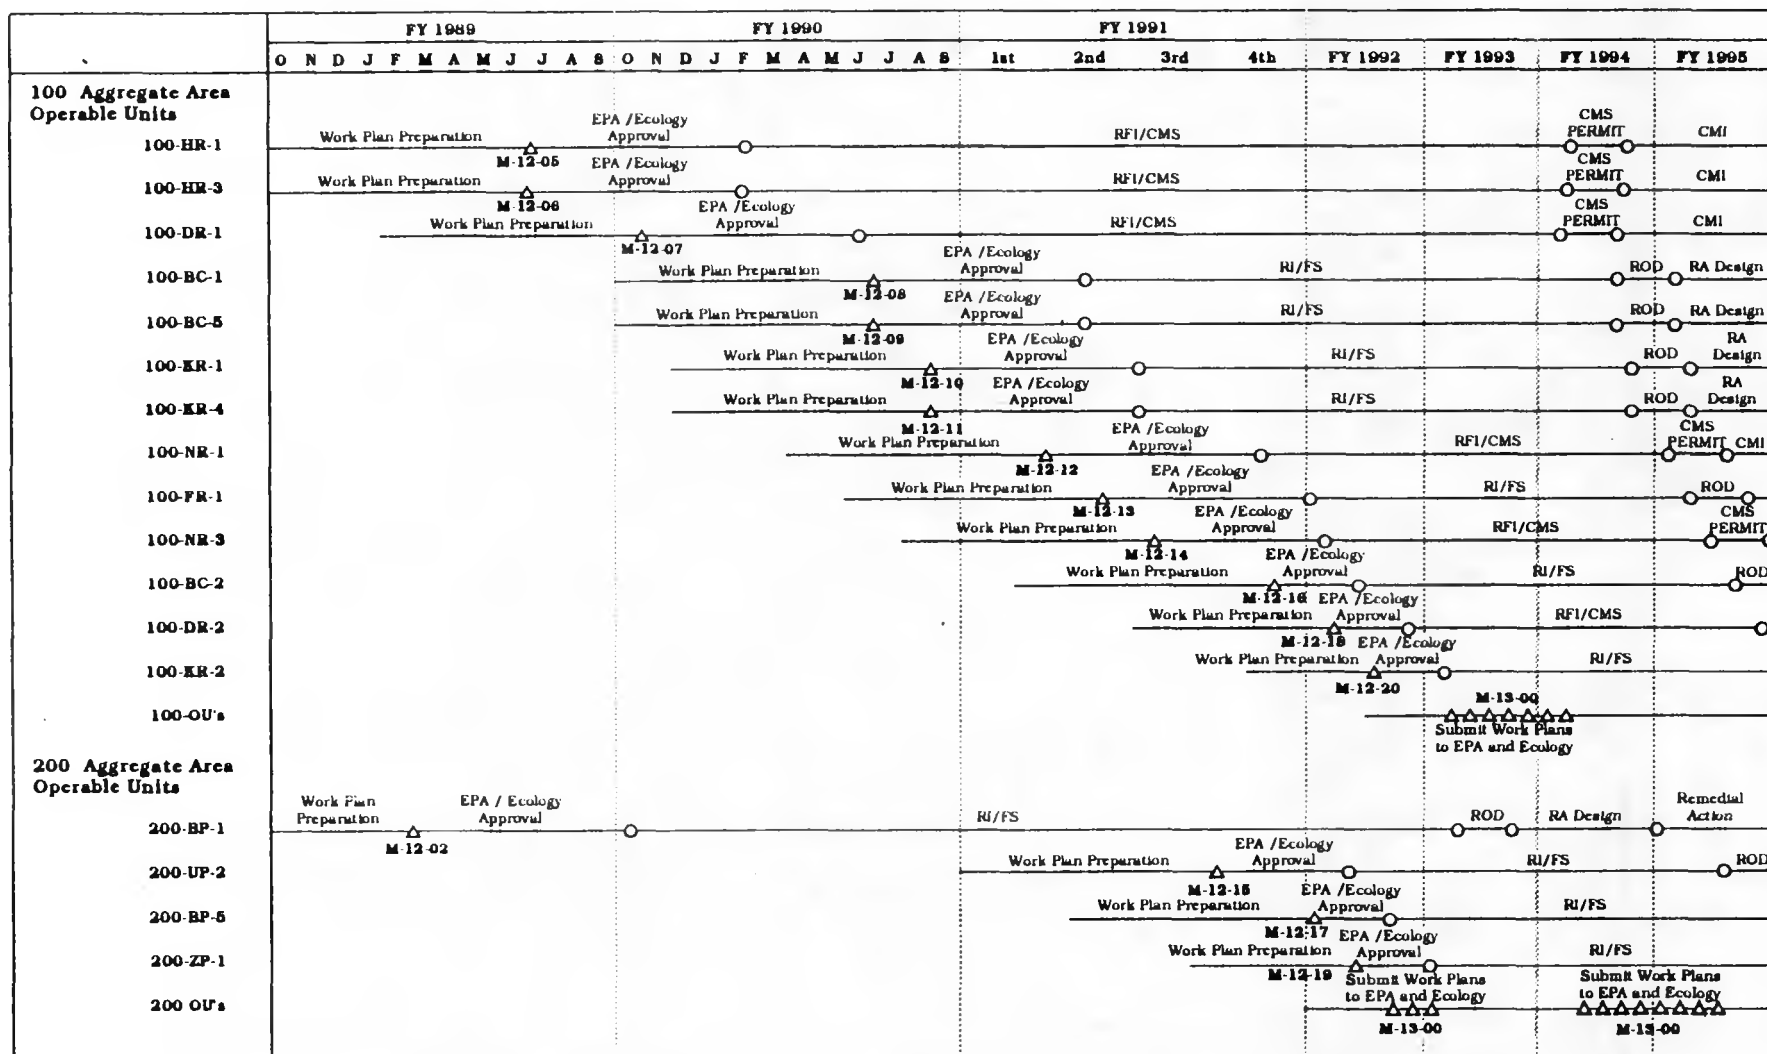 FY 1989 FY 1990 FY 1991
O N D J F M A M J J A S O N D J F M A M J J A S 1st 2nd 3rd 4th FY 1992 FY 1993 FY 1994 FY 1995
100 Aggregate Area
Operable Units
EPA /Ecology CMS
Work Plan Preparation Approval RFI/CMS PERMIT CMI
100-HR-1
M-12-05 EPA /Ecology CMS
Work Plan Preparation Approval RFI/CMS PERMIT CMI
100-HR-3
M-12-06 EPA /Ecology CMS
Work Plan Preparation Approval RFI/CMS PERMIT CMI
100-DR-1
M-12-07 EPA /Ecology
Work Plan Preparation Approval RI/FS ROD RA Design
100-BC-1
M-12-08 EPA /Ecology
Work Plan Preparation Approval RI/FS ROD RA Design
100-BC-5
M-12-09 EPA /Ecology RA
Work Plan Preparation Approval RI/FS ROD Design
100-KR-1
M-12-10 EPA /Ecology RA
Work Plan Preparation Approval RI/FS ROD Design
100-KR-4
M-12-11 EPA /Ecology CMS
Work Plan Preparation Approval RFI/CMS PERMIT CMI
100-NR-1
M-12-12 EPA /Ecology
Work Plan Preparation Approval RI/FS ROD
100-FR-1
M-12-13 EPA /Ecology CMS
Work Plan Preparation Approval RFI/CMS PERMIT
100-NR-3
M-12-14 EPA /Ecology
Work Plan Preparation Approval RI/FS ROD
100-BC-2
M-12-16 EPA /Ecology
Work Plan Preparation Approval RFI/CMS
100-DR-2
M-12-18 EPA /Ecology
Work Plan Preparation Approval RI/FS
100-KR-2
M-12-20 M-13-00
100-OU's
Submit Work Plans
to EPA and Ecology
200 Aggregate Area
Operable Units
Work Plan EPA / Ecology Remedial
Preparation Approval RI/FS ROD RA Design Action
200-BP-1
M-12-02 EPA /Ecology
Work Plan Preparation Approval RI/FS ROD
200-UP-2
M-12-15 EPA /Ecology
Work Plan Preparation Approval RI/FS
200-BP-5
M-12-17 EPA /Ecology
Work Plan Preparation Approval RI/FS
200-ZP-1
M-12-19 Submit Work Plans Submit Work Plans
to EPA and Ecology to EPA and Ecology
200 OU's
M-13-00 M-13-00